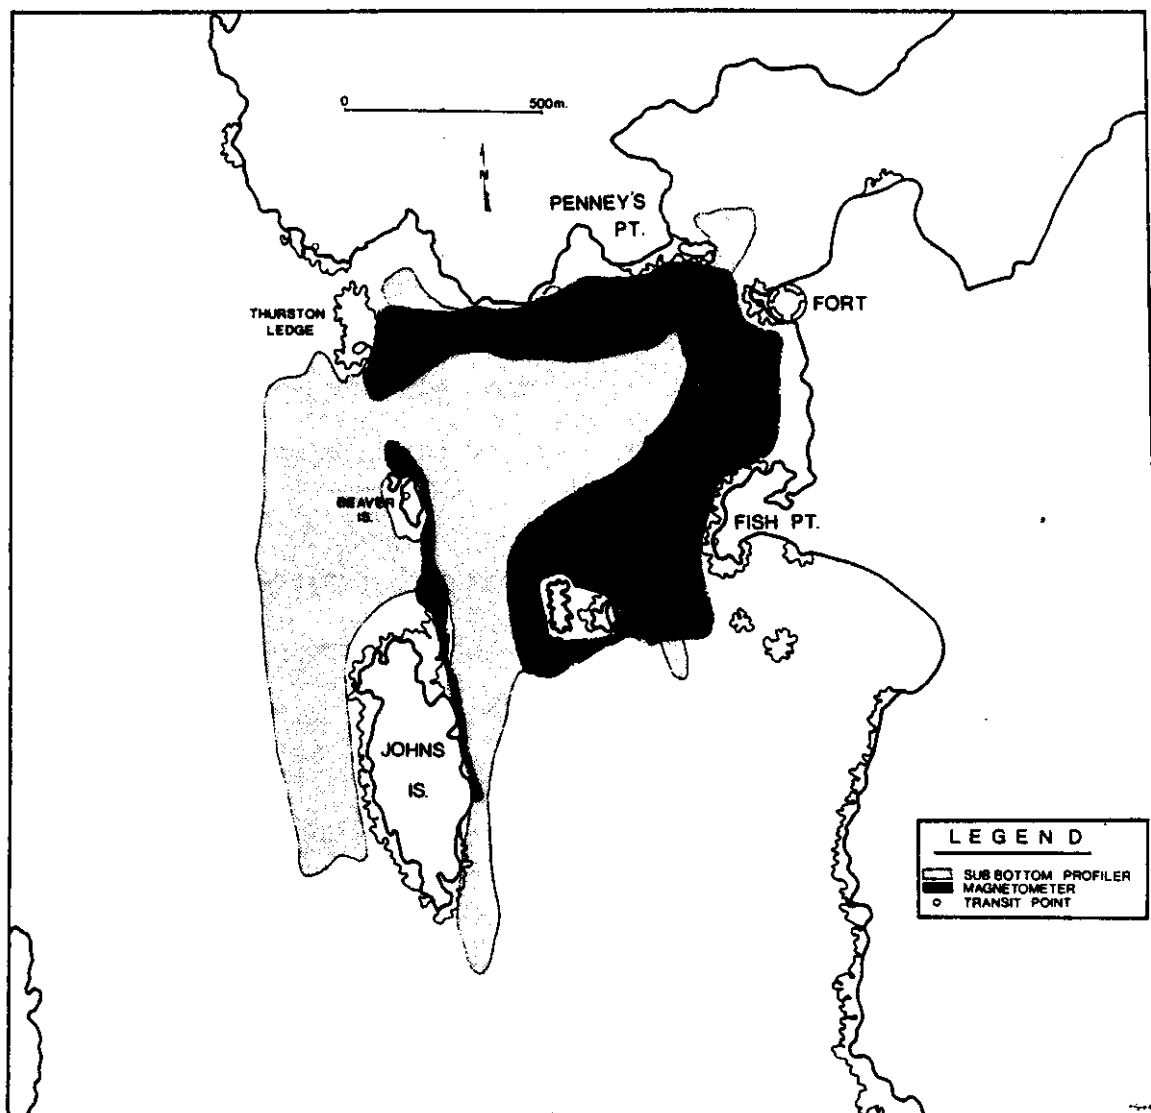 0 500m.
N
PENNEY'S
PT.
THURSTON
LEDGE
FORT
BEAVER
IS.
FISH PT.
JOHNS
IS.
LEGEND
SUB BOTTOM PROFILER
MAGNETOMETER
TRANSIT POINT